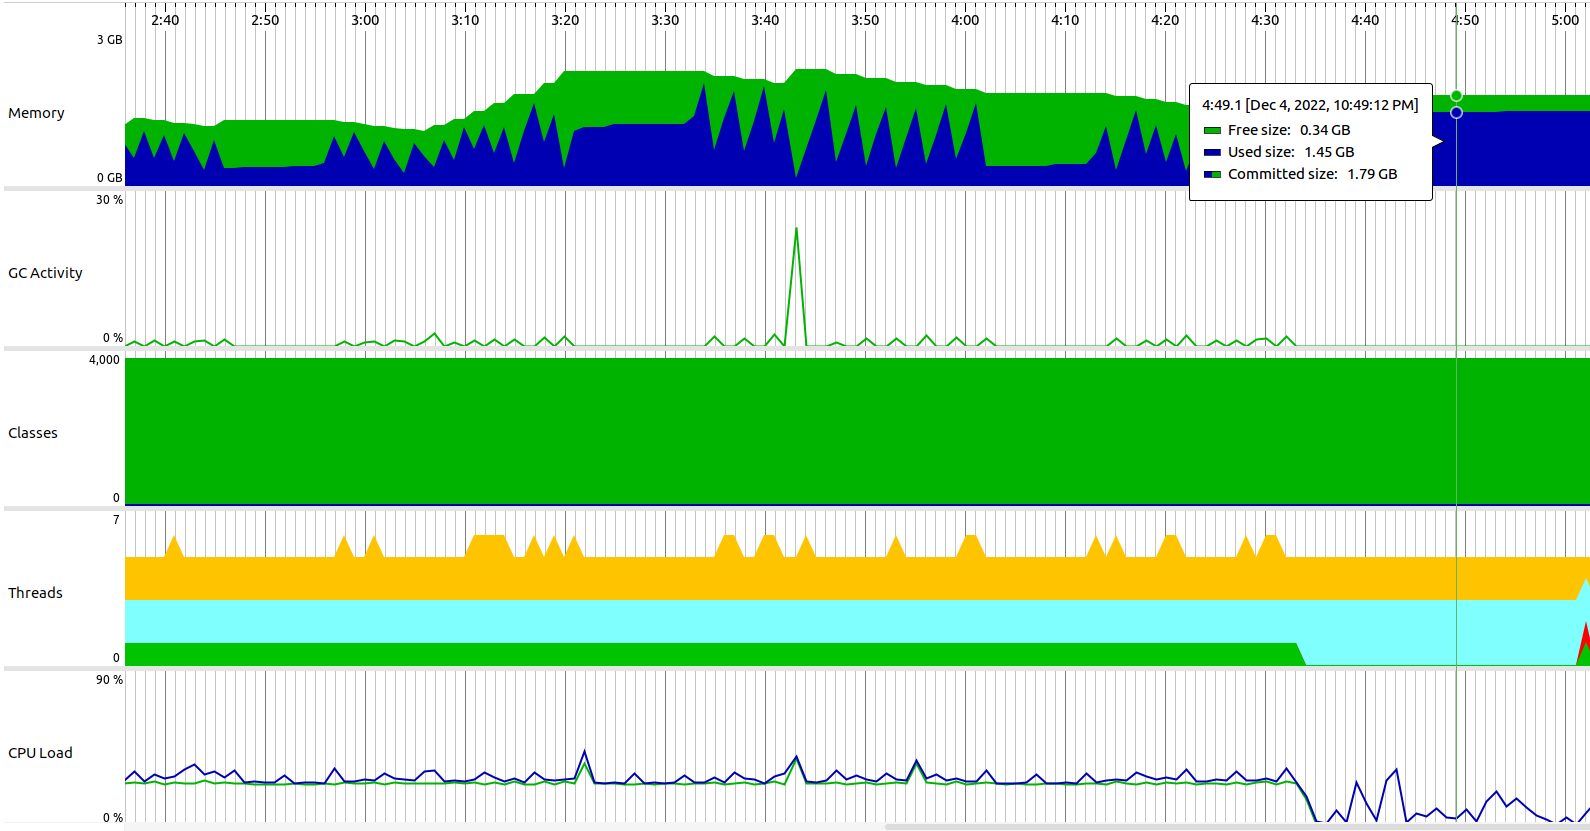 2:40 2:50 3:00 3:10 3:20 3:30 3:40 3:50 4:00 4:10 4:20 4:30 4:40 4:50 5:00
3 GB
Memory
0 GB
4:49.1 [Dec 4, 2022, 10:49:12 PM]
Free size: 0.34 GB
Used size: 1.45 GB
Committed size: 1.79 GB
30 %
GC Activity
0 %
4,000
Classes
0
7
Threads
0
90 %
CPU Load
0 %